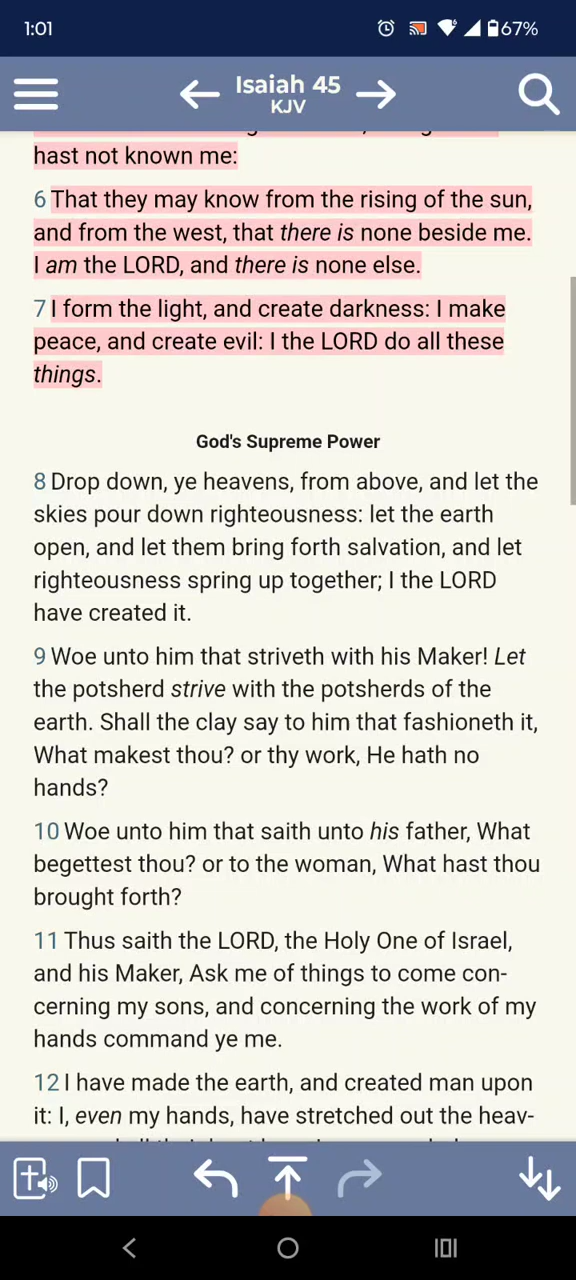 1:01
67%
Isaiah 45
KJV
hast not known me:
6 That they may know from the rising of the sun,
and from the west, that there is none beside me.
I am the LORD, and there is none else.
7 I form the light, and create darkness: I make
peace, and create evil: I the LORD do all these
things.
God's Supreme Power
8 Drop down, ye heavens, from above, and let the
skies pour down righteousness: let the earth
open, and let them bring forth salvation, and let
righteousness spring up together; I the LORD
have created it.
9 Woe unto him that striveth with his Maker! Let
the potsherd strive with the potsherds of the
earth. Shall the clay say to him that fashioneth it,
What makest thou? or thy work, He hath no
hands?
10 Woe unto him that saith unto his father, What
begettest thou? or to the woman, What hast thou
brought forth?
11 Thus saith the LORD, the Holy One of Israel,
and his Maker, Ask me of things to come con-
cerning my sons, and concerning the work of my
hands command ye me.
12 I have made the earth, and created man upon
it: I, even my hands, have stretched out the heav-